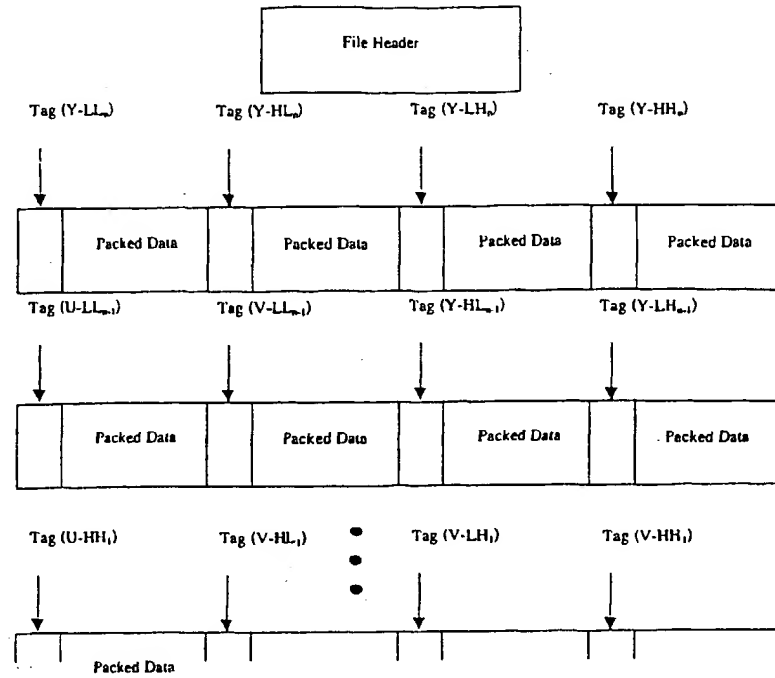 File Header
Tag (Y-LLₙ) Tag (Y-HLₙ) Tag (Y-LHₙ) Tag (Y-HHₙ)
Packed Data Packed Data Packed Data Packed Data
Tag (U-LLₙ₋₁) Tag (V-LLₙ₋₁) Tag (Y-HLₙ₋₁) Tag (Y-LHₙ₋₁)
Packed Data Packed Data Packed Data Packed Data
Tag (U-HH₁) Tag (V-HL₁) Tag (V-LH₁) Tag (V-HH₁)
Packed Data